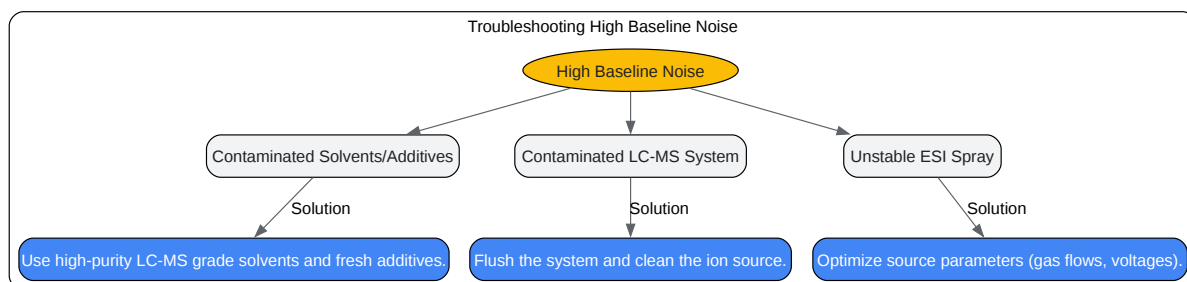 Troubleshooting High Baseline Noise
High Baseline Noise
Contaminated Solvents/Additives
Contaminated LC-MS System
Unstable ESI Spray
Solution
Solution
Solution
Use high-purity LC-MS grade solvents and fresh additives.
Flush the system and clean the ion source.
Optimize source parameters (gas flows, voltages).